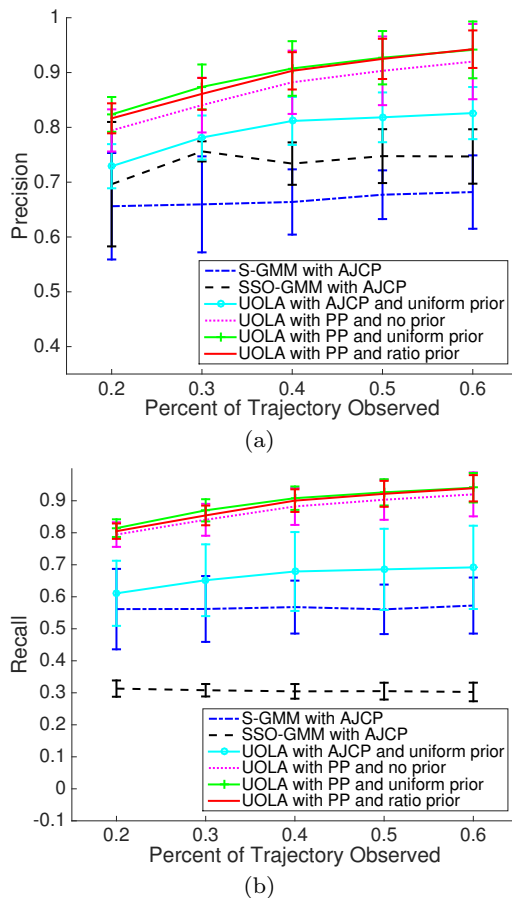 1
0.9
0.8
0.7
0.6
0.5
0.4
Precision
S-GMM with AJCP
SSO-GMM with AJCP
UOLA with AJCP and uniform prior
UOLA with PP and no prior
UOLA with PP and uniform prior
UOLA with PP and ratio prior
0.2 0.3 0.4 0.5 0.6
Percent of Trajectory Observed
(a)
0.9
0.8
0.7
0.6
0.5
0.4
0.3
0.2
0.1
0
-0.1
Recall
S-GMM with AJCP
SSO-GMM with AJCP
UOLA with AJCP and uniform prior
UOLA with PP and no prior
UOLA with PP and uniform prior
UOLA with PP and ratio prior
0.2 0.3 0.4 0.5 0.6
Percent of Trajectory Observed
(b)